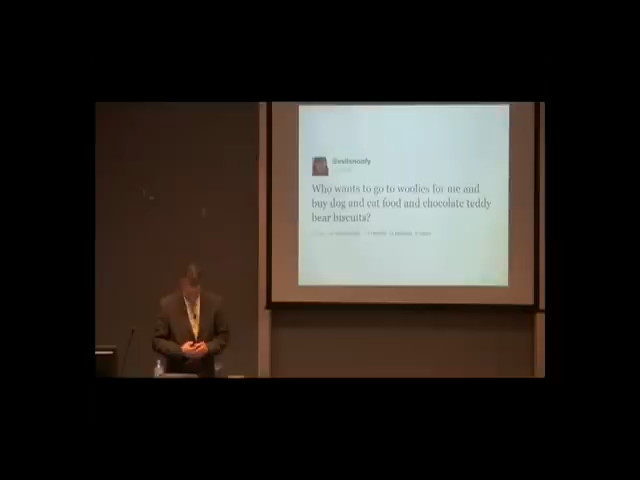 Who wants to go to woolies for me and
buy dog and cat food and chocolate teddy
bear biscuits?